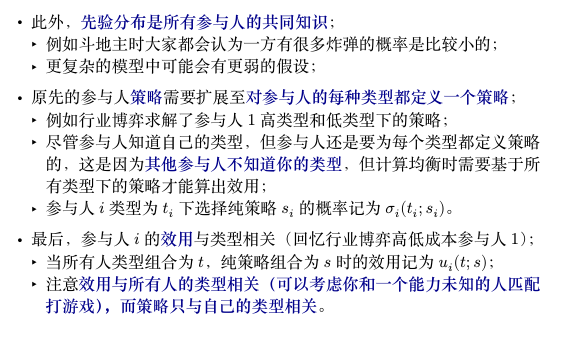 • 此外，先验分布是所有参与人的共同知识；
‣ 例如斗地主时大家都会认为一方有很多炸弹的概率是比较小的；
‣ 更复杂的模型中可能会有更弱的假设；
• 原先的参与人策略需要扩展至对参与人的每种类型都定义一个策略；
‣ 例如行业博弈求解了参与人 1 高类型和低类型下的策略；
‣ 尽管参与人知道自己的类型，但参与人还是要为每个类型都定义策略
的，这是因为其他参与人不知道你的类型，但计算均衡时需要基于所
有类型下的策略才能算出效用；
‣ 参与人 i 类型为 tᵢ 下选择纯策略 sᵢ 的概率记为 σᵢ(tᵢ; sᵢ)。
• 最后，参与人 i 的效用与类型相关（回忆行业博弈高低成本参与人 1）；
‣ 当所有人类型组合为 t，纯策略组合为 s 时的效用记为 uᵢ(t; s)；
‣ 注意效用与所有人的类型相关（可以考虑你和一个能力未知的人匹配
打游戏），而策略只与自己的类型相关。